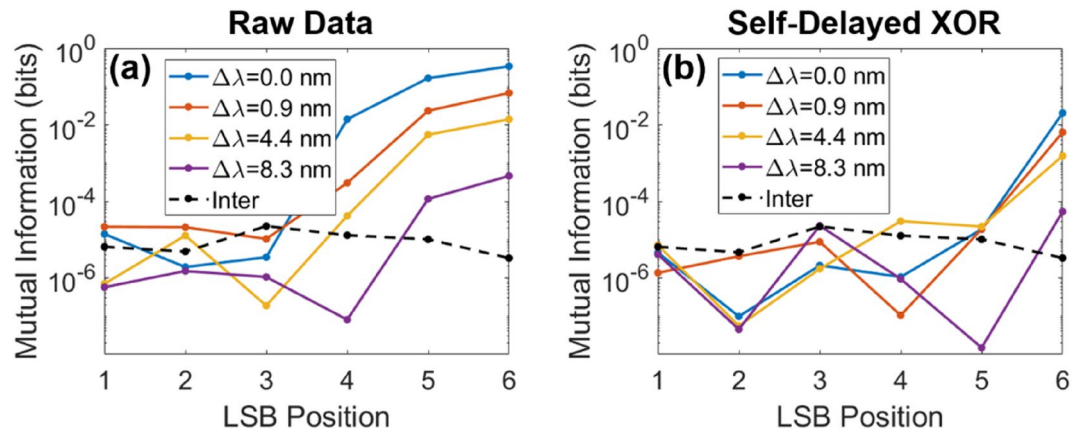 Raw Data
(a)
Mutual Information (bits)
10^0
10^-2
10^-4
10^-6
Δλ=0.0 nm
Δλ=0.9 nm
Δλ=4.4 nm
Δλ=8.3 nm
Inter
1 2 3 4 5 6
LSB Position
Self-Delayed XOR
(b)
Mutual Information (bits)
10^0
10^-2
10^-4
10^-6
Δλ=0.0 nm
Δλ=0.9 nm
Δλ=4.4 nm
Δλ=8.3 nm
Inter
1 2 3 4 5 6
LSB Position